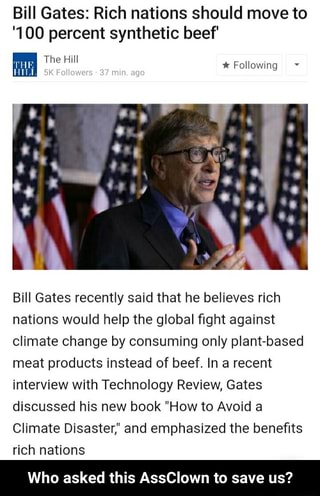 Bill Gates: Rich nations should move to
'100 percent synthetic beef'
THE
HILL
The Hill
5K Followers · 37 min. ago
★ Following
Bill Gates recently said that he believes rich
nations would help the global fight against
climate change by consuming only plant-based
meat products instead of beef. In a recent
interview with Technology Review, Gates
discussed his new book "How to Avoid a
Climate Disaster," and emphasized the benefits
rich nations
Who asked this AssClown to save us?